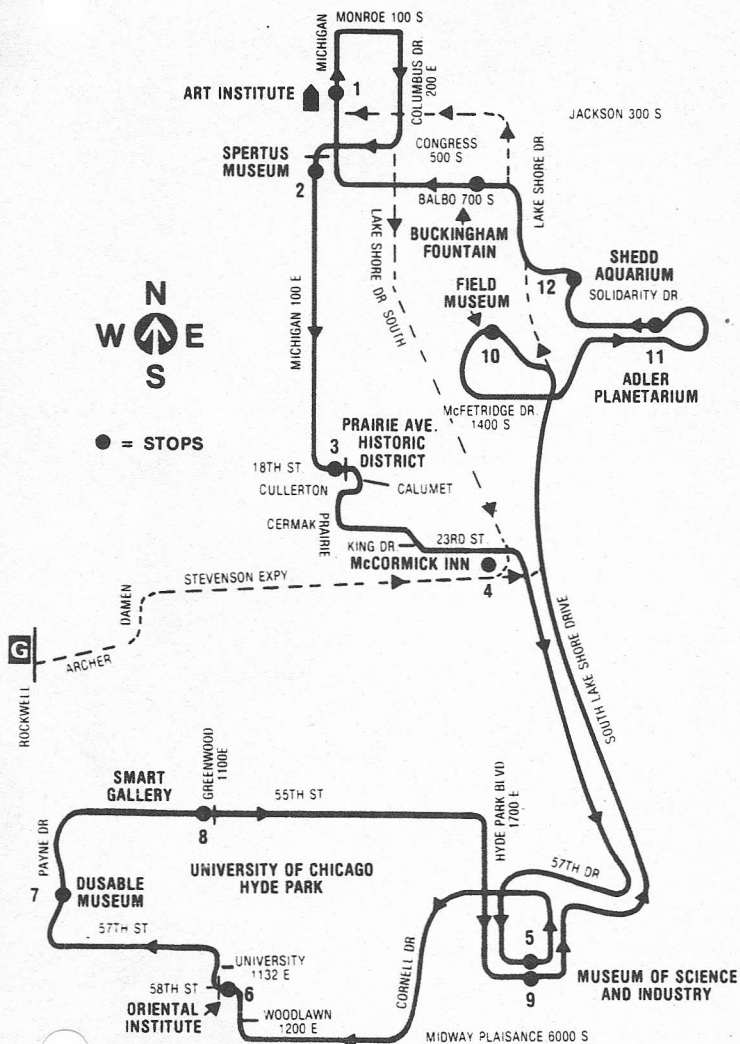 MONROE 100 S
MICHIGAN
COLUMBUS DR.
200 E
1
ART INSTITUTE
JACKSON 300 S
CONGRESS
500 S
LAKE SHORE DR
SPERTUS
MUSEUM
2
BALBO 700 S
BUCKINGHAM
FOUNTAIN
SHEDD
AQUARIUM
12
SOLIDARITY DR.
FIELD
MUSEUM
LAKE SHORE DR SOUTH
N
W E
S
MICHIGAN 100 E
10
11
ADLER
PLANETARIUM
McFETRIDGE DR.
1400 S
● = STOPS
3
PRAIRIE AVE.
HISTORIC
DISTRICT
18TH ST.
CULLERTON
CALUMET
CERMAK
PRAIRIE
KING DR.
23RD ST.
McCORMICK INN
4
STEVENSON EXPY
DAMEN
G
ARCHER
ROCKWELL
SOUTH LAKE SHORE DRIVE
SMART
GALLERY
GREENWOOD
1100E
55TH ST
8
HYDE PARK BLVD
1700 E
PAYNE DR
UNIVERSITY OF CHICAGO
HYDE PARK
57TH DR
7
DUSABLE
MUSEUM
57TH ST.
CORNELL DR
5
UNIVERSITY
1132 E
58TH ST
6
9
MUSEUM OF SCIENCE
AND INDUSTRY
ORIENTAL
INSTITUTE
WOODLAWN
1200 E
MIDWAY PLAISANCE 6000 S